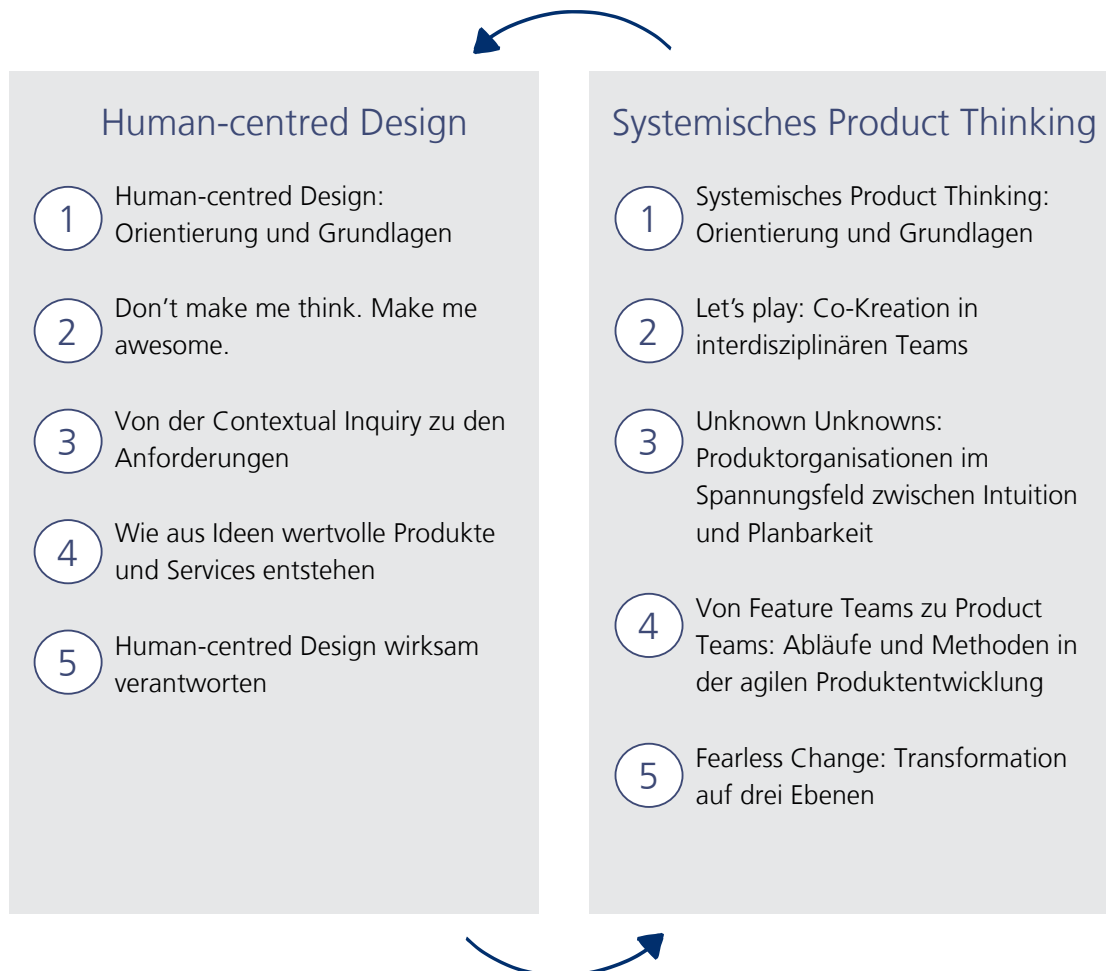 Human-centred Design
1
Human-centred Design:
Orientierung und Grundlagen
2
Don’t make me think. Make me
awesome.
3
Von der Contextual Inquiry zu den
Anforderungen
4
Wie aus Ideen wertvolle Produkte
und Services entstehen
5
Human-centred Design wirksam
verantworten
Systemisches Product Thinking
1
Systemisches Product Thinking:
Orientierung und Grundlagen
2
Let’s play: Co-Kreation in
interdisziplinären Teams
3
Unknown Unknowns:
Produktorganisationen im
Spannungsfeld zwischen Intuition
und Planbarkeit
4
Von Feature Teams zu Product
Teams: Abläufe und Methoden in
der agilen Produktentwicklung
5
Fearless Change: Transformation
auf drei Ebenen